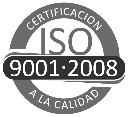 CERTIFICACION
ISO
9001·2008
A LA CALIDAD